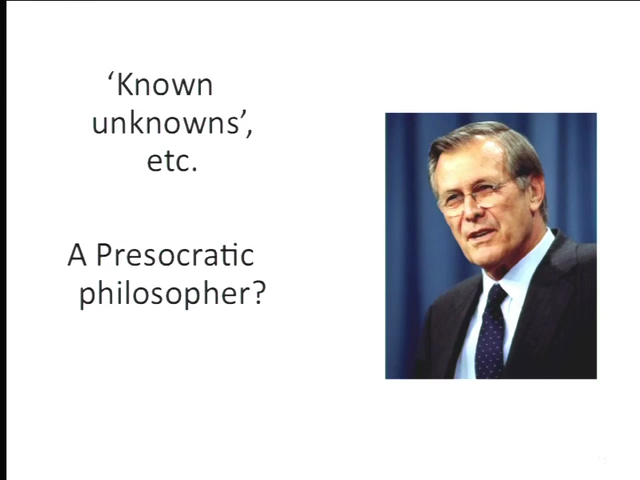 ‘Known
unknowns’,
etc.
A Presocratic
philosopher?